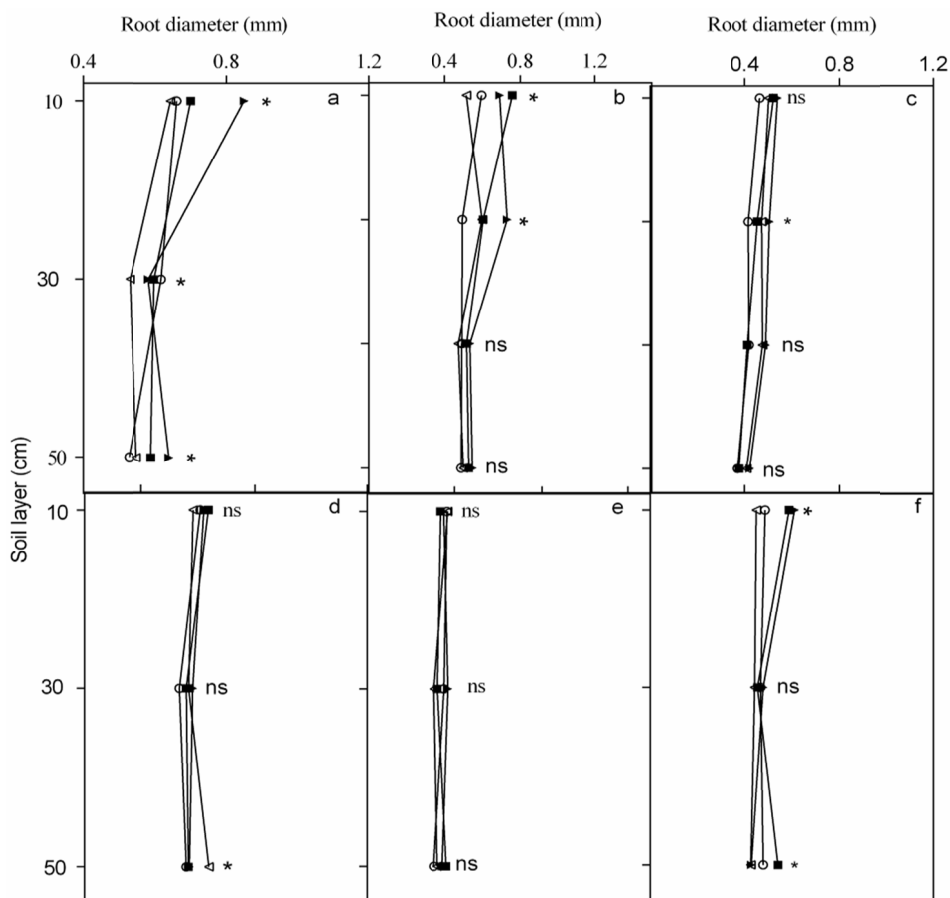 Root diameter (mm) Root diameter (mm) Root diameter (mm)
0.4 0.8 1.2 0.4 0.8 1.2 0.4 0.8 1.2
10 * a * b ns c
* *
30 * ns ns
50 * ns ns
Soil layer (cm)
10 ns d ns e * f
30 ns ns ns
50 * ns *